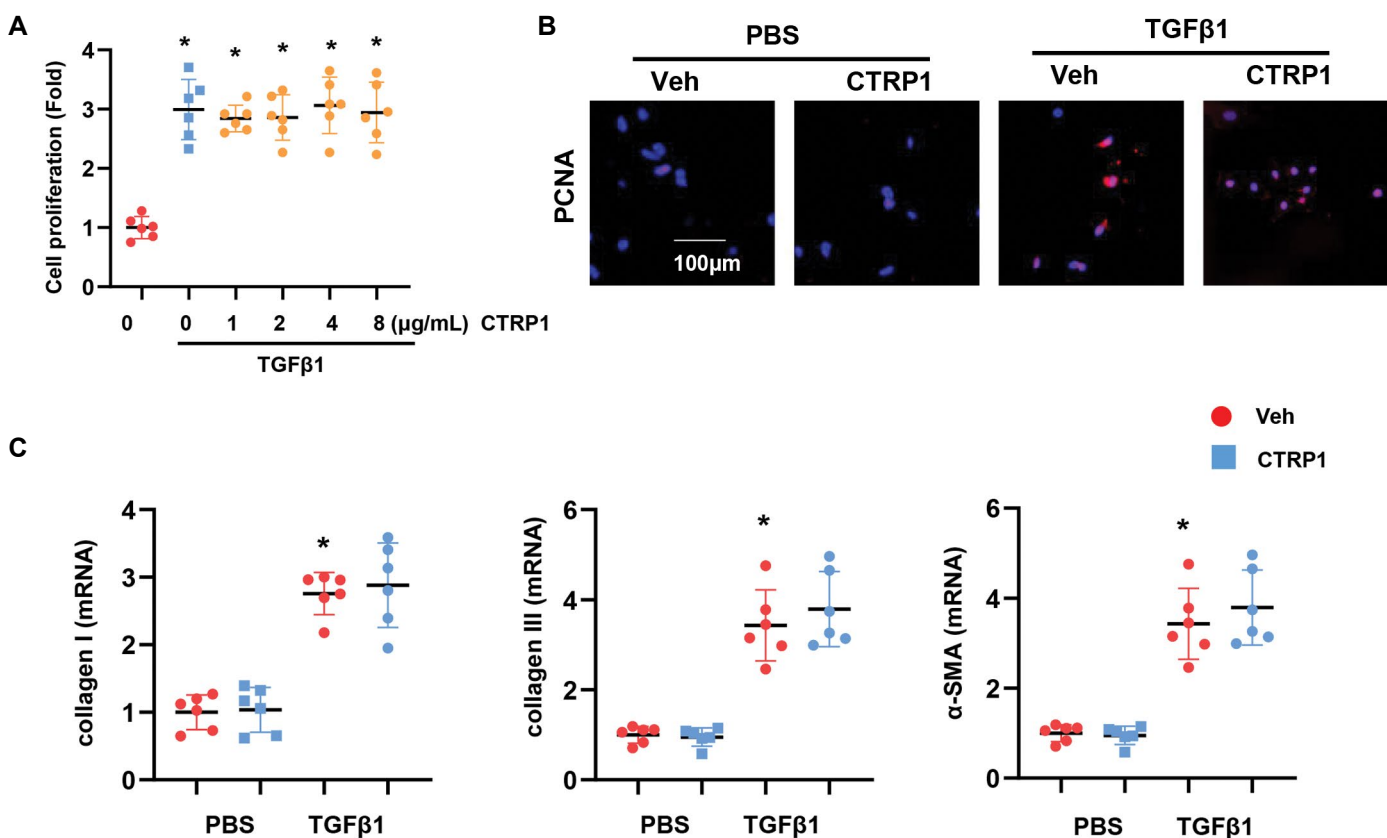 A
Cell proliferation (Fold)
4
3
2
1
0
* * * * *
0 0 1 2 4 8 (μg/mL) CTRP1
TGFβ1
B
PBS TGFβ1
Veh CTRP1 Veh CTRP1
PCNA
100μm
C
Veh
CTRP1
collagen I (mRNA)
4
3
2
1
0
*
PBS TGFβ1
collagen III (mRNA)
6
4
2
0
*
PBS TGFβ1
α-SMA (mRNA)
6
4
2
0
*
PBS TGFβ1